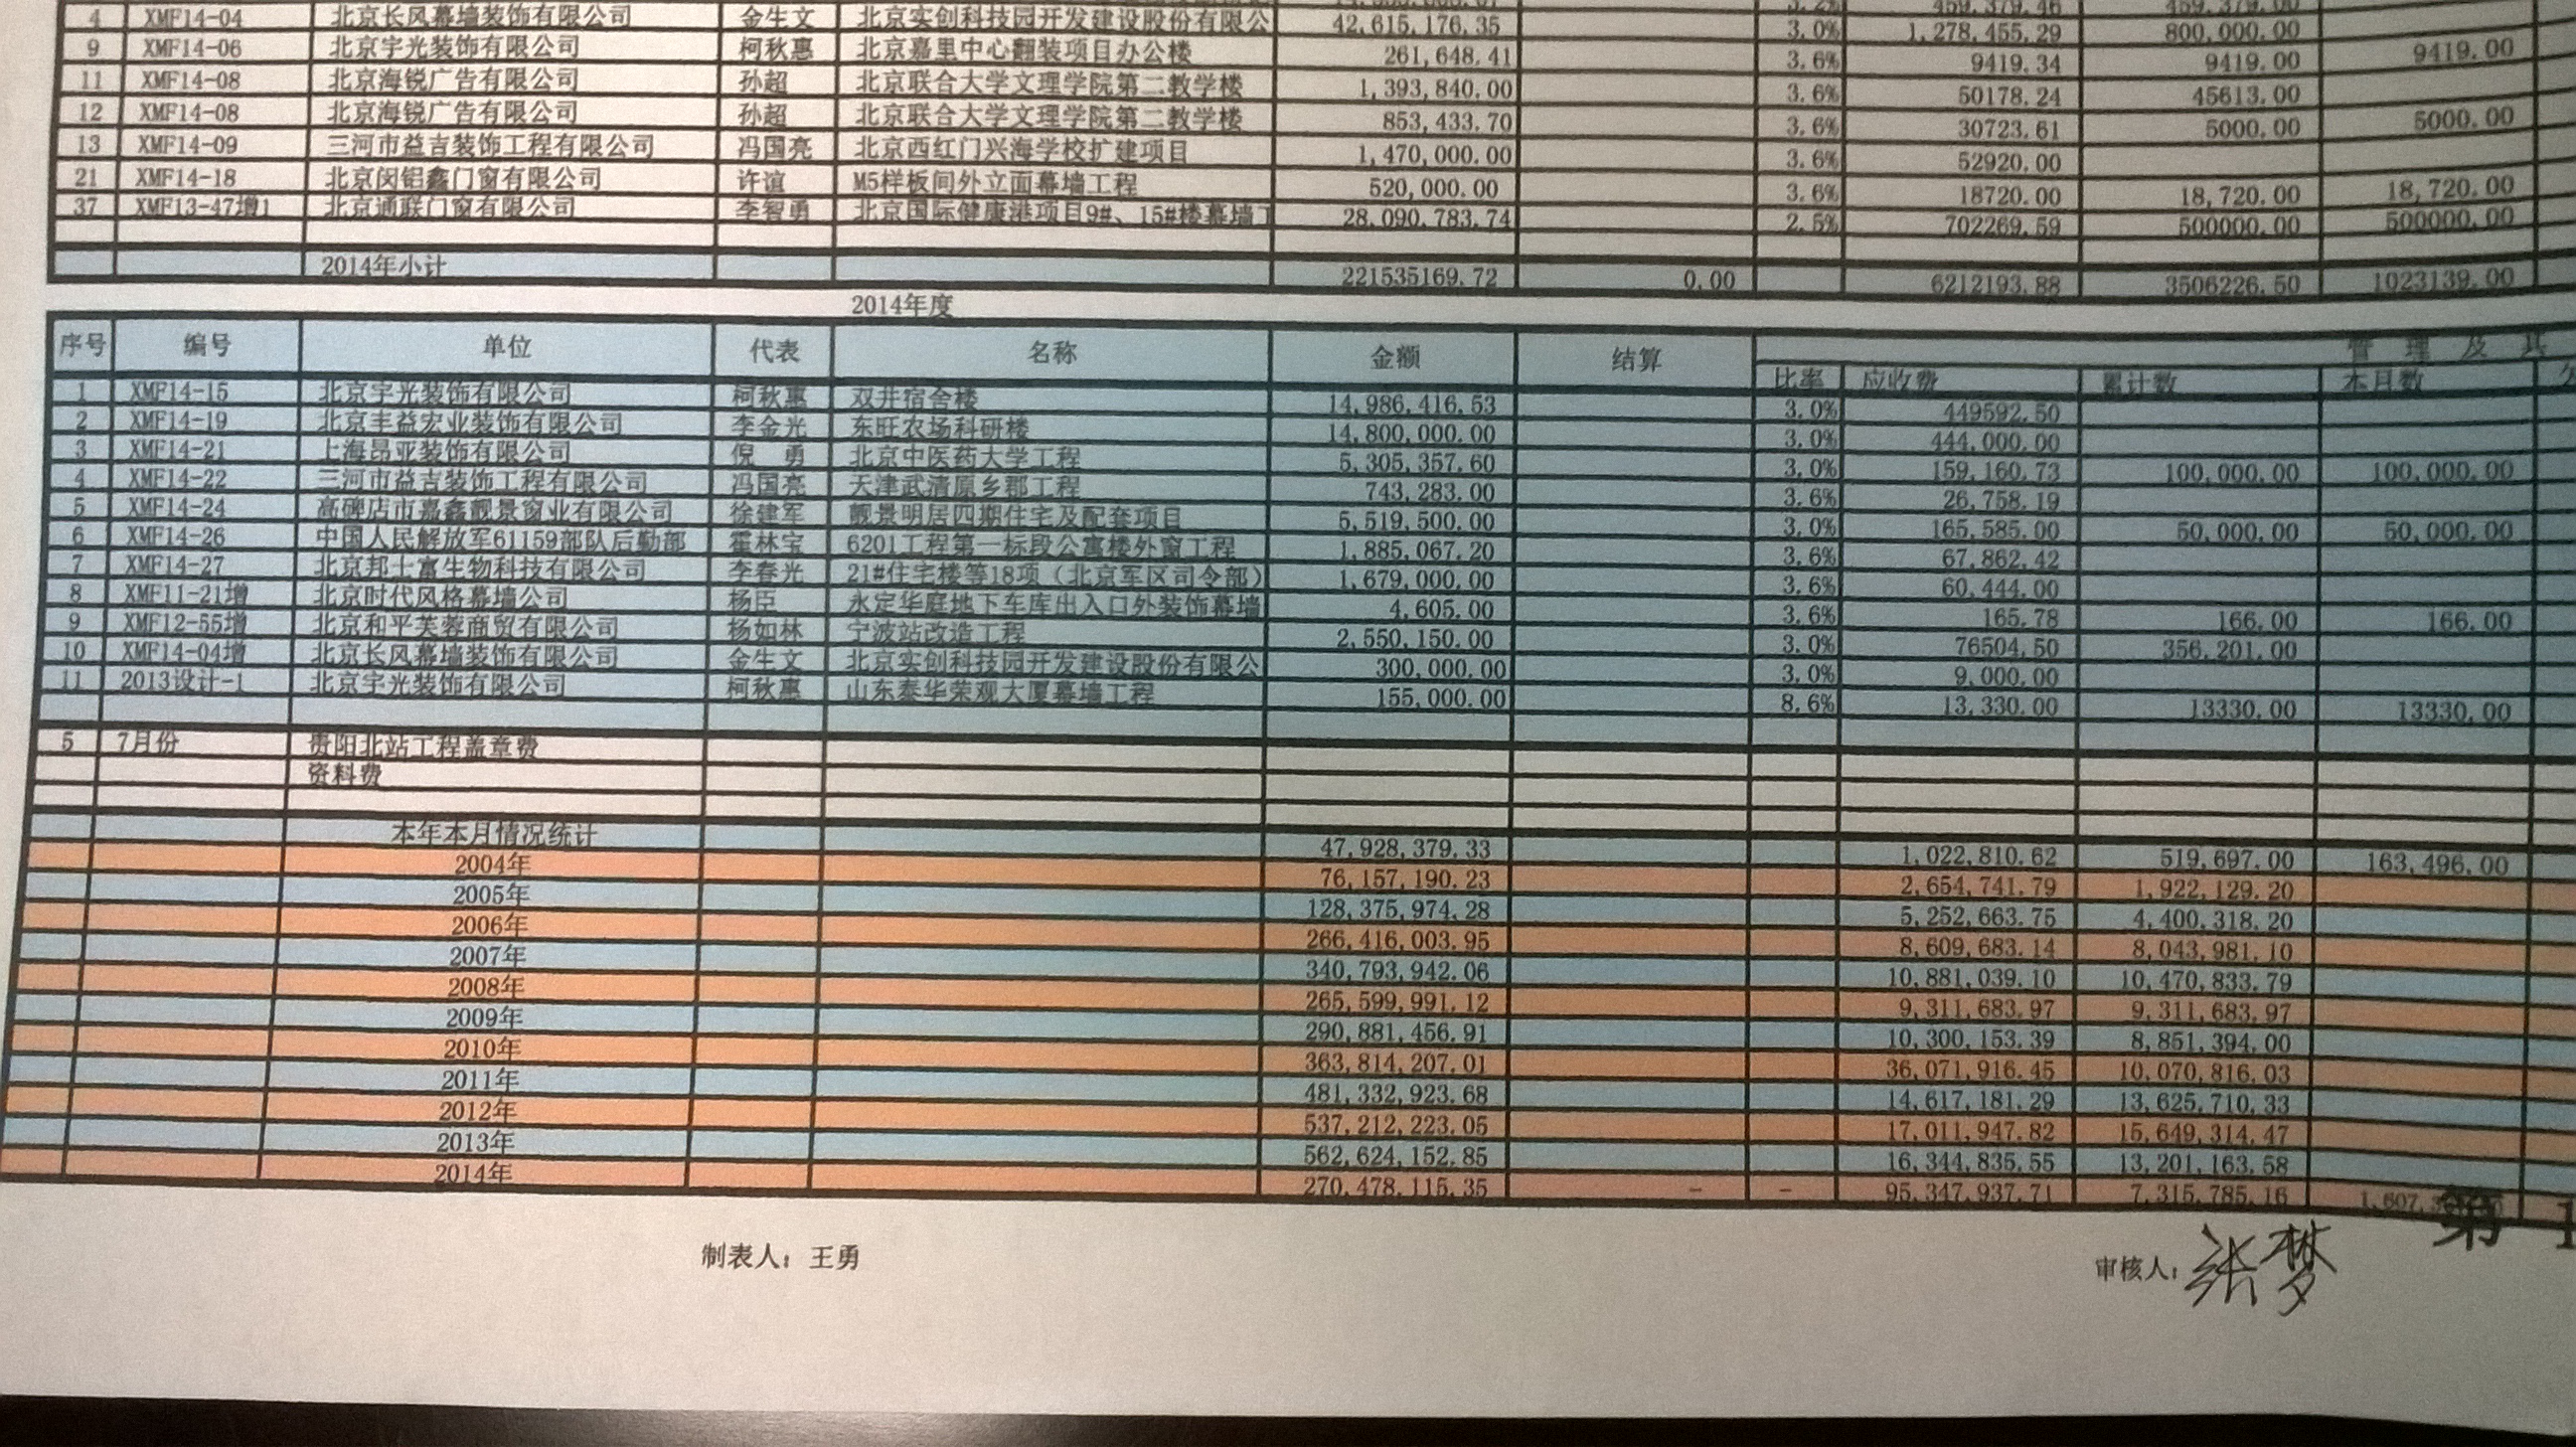 459,379.46 459,379.00
4 XMF14-04 北京长风幕墙装饰有限公司 金生文 北京实创科技园开发建设股份有限公 42,615,176.35 3.0% 1,278,455.29 800,000.00
9 XMF14-06 北京宇光装饰有限公司 柯秋惠 北京嘉里中心翻装项目办公楼 261,648.41 3.6% 9419.34 9419.00 9419.00
11 XMF14-08 北京海锐广告有限公司 孙超 北京联合大学文理学院第二教学楼 1,393,840.00 3.6% 50178.24 45613.00
12 XMF14-08 北京海锐广告有限公司 孙超 北京联合大学文理学院第二教学楼 853,433.70 3.6% 30723.61 5000.00 5000.00
13 XMF14-09 三河市益吉装饰工程有限公司 冯国亮 北京西红门兴海学校扩建项目 1,470,000.00 3.6% 52920.00
21 XMF14-18 北京闵铝鑫门窗有限公司 许谊 M5样板间外立面幕墙工程 520,000.00 3.6% 18720.00 18,720.00 18,720.00
37 XMF13-47增1 北京通联门窗有限公司 李智勇 北京国际健康港项目9#、15#楼幕墙工 28,090,783.74 2.5% 702269.59 500000.00 500000.00
2014年小计 221535169.72 0.00 6212193.88 3506226.50 1023139.00
2014年度
序号 编号 单位 代表 名称 金额 结算 管 理 及 其
比率 应收费 累计数 本月数
1 XMF14-15 北京宇光装饰有限公司 柯秋惠 双井宿舍楼 14,986,416.53 3.0% 449592.50
2 XMF14-19 北京丰益宏业装饰有限公司 李金光 东旺农场科研楼 14,800,000.00 3.0% 444,000.00
3 XMF14-21 上海昂亚装饰有限公司 倪 勇 北京中医药大学工程 5,305,357.60 3.0% 159,160.73 100,000.00 100,000.00
4 XMF14-22 三河市益吉装饰工程有限公司 冯国亮 天津武清原乡郡工程 743,283.00 3.6% 26,758.19
5 XMF14-24 高碑店市嘉鑫靓景窗业有限公司 徐建军 靓景明居四期住宅及配套项目 5,519,500.00 3.0% 165,585.00 50,000.00 50,000.00
6 XMF14-26 中国人民解放军61159部队后勤部 霍林宝 6201工程第一标段公寓楼外窗工程 1,885,067.20 3.6% 67,862.42
7 XMF14-27 北京邦士富生物科技有限公司 李春光 21#住宅楼等18项（北京军区司令部） 1,679,000.00 3.6% 60,444.00
8 XMF11-21增 北京时代风格幕墙公司 杨臣 永定华庭地下车库出入口外装饰幕墙 4,605.00 3.6% 165.78 166.00 166.00
9 XMF12-55增 北京和平芙蓉商贸有限公司 杨如林 宁波站改造工程 2,550,150.00 3.0% 76504.50 356,201.00
10 XMF14-04增 北京长风幕墙装饰有限公司 金生文 北京实创科技园开发建设股份有限公 300,000.00 3.0% 9,000.00
11 2013设计-1 北京宇光装饰有限公司 柯秋惠 山东泰华荣观大厦幕墙工程 155,000.00 8.6% 13,330.00 13330.00 13330.00
5 7月份 贵阳北站工程盖章费
资料费
本年本月情况统计 47,928,379.33 1,022,810.62 519,697.00 163,496.00
2004年 76,157,190.23 2,654,741.79 1,922,129.20
2005年 128,375,974.28 5,252,663.75 4,400,318.20
2006年 266,416,003.95 8,609,683.14 8,043,981.10
2007年 340,793,942.06 10,881,039.10 10,470,833.79
2008年 265,599,991.12 9,311,683.97 9,311,683.97
2009年 290,881,456.91 10,300,153.39 8,851,394.00
2010年 363,814,207.01 36,071,916.45 10,070,816.03
2011年 481,332,923.68 14,617,181.29 13,625,710.33
2012年 537,212,223.05 17,011,947.82 15,649,314.47
2013年 562,624,152.85 16,344,835.55 13,201,163.58
2014年 270,478,115.35 - - 95,347,937.71 7,315,785.16
第 1
制表人：王勇 审核人：张梦